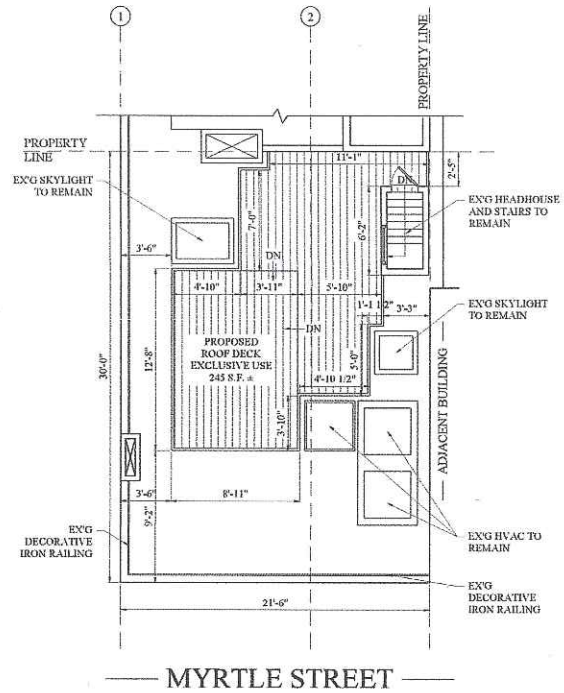 1
2
PROPERTY LINE
PROPERTY
LINE
11'-1"
DN
2'-5"
EX'G SKYLIGHT
TO REMAIN
EX'G HEADHOUSE
AND STAIRS TO
REMAIN
7'-0"
6'-2"
3'-6"
DN
4'-10"
3'-11"
5'-10"
1'-1 1/2"
3'-3"
EX'G SKYLIGHT
TO REMAIN
DN
PROPOSED
ROOF DECK
EXCLUSIVE USE
245 S.F. ±
30'-0"
12'-8"
5'-0"
4'-10 1/2"
3'-10"
ADJACENT BUILDING
3'-6"
8'-11"
9'-2"
EX'G
DECORATIVE
IRON RAILING
EX'G HVAC TO
REMAIN
EX'G
DECORATIVE
IRON RAILING
21'-6"
MYRTLE STREET